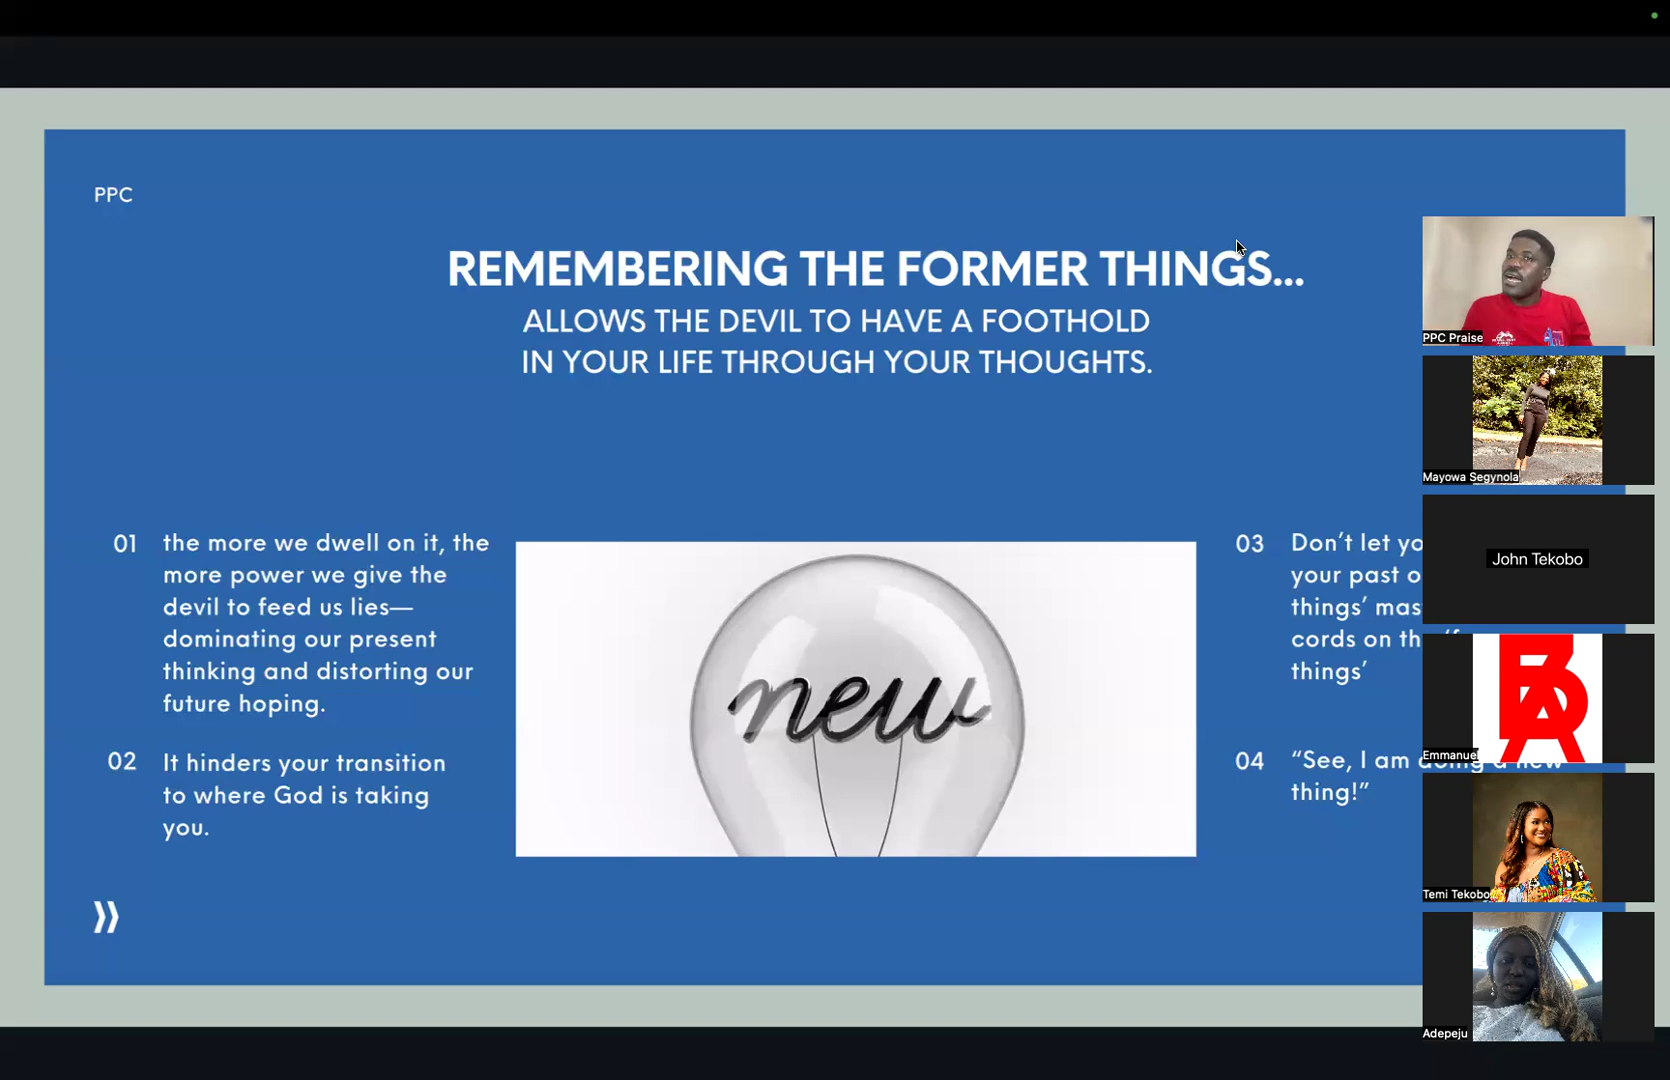 PPC
REMEMBERING THE FORMER THINGS...
ALLOWS THE DEVIL TO HAVE A FOOTHOLD
IN YOUR LIFE THROUGH YOUR THOUGHTS.
01 the more we dwell on it, the
more power we give the
devil to feed us lies—
dominating our present
thinking and distorting our
future hoping.
02 It hinders your transition
to where God is taking
you.
new
03 Don’t let
your past
things’
cords on
things’
04 “See, I am doing a new
thing!”
PPC Praise
Mayowa Segynola
John Tekobo
Emmanuel
Temi Tekobo
Adepeju